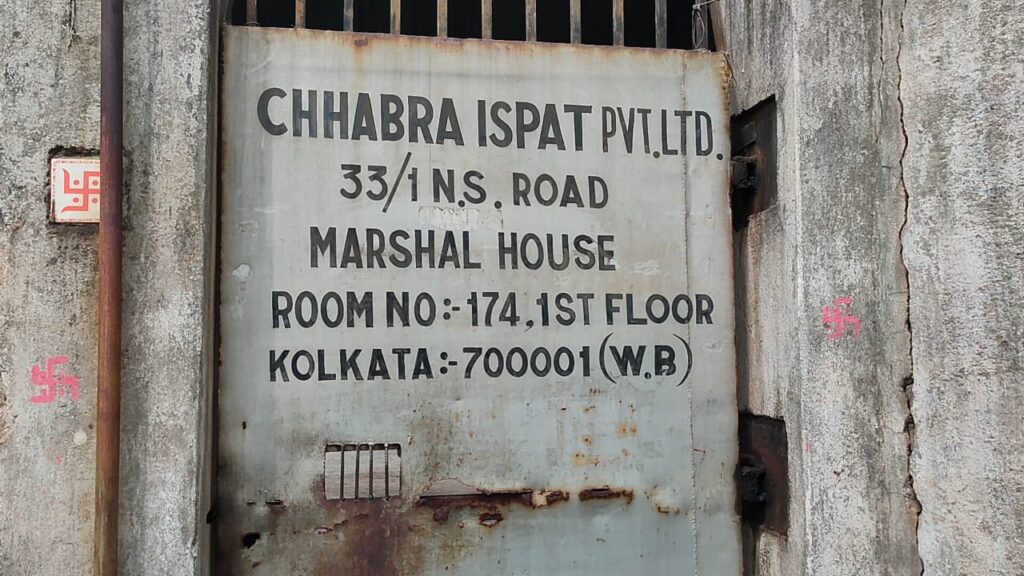 CHHABRA ISPAT PVT.LTD.
33/1 N.S. ROAD
MARSHAL HOUSE
ROOM NO:-174,1ST FLOOR
KOLKATA:-700001(W.B)